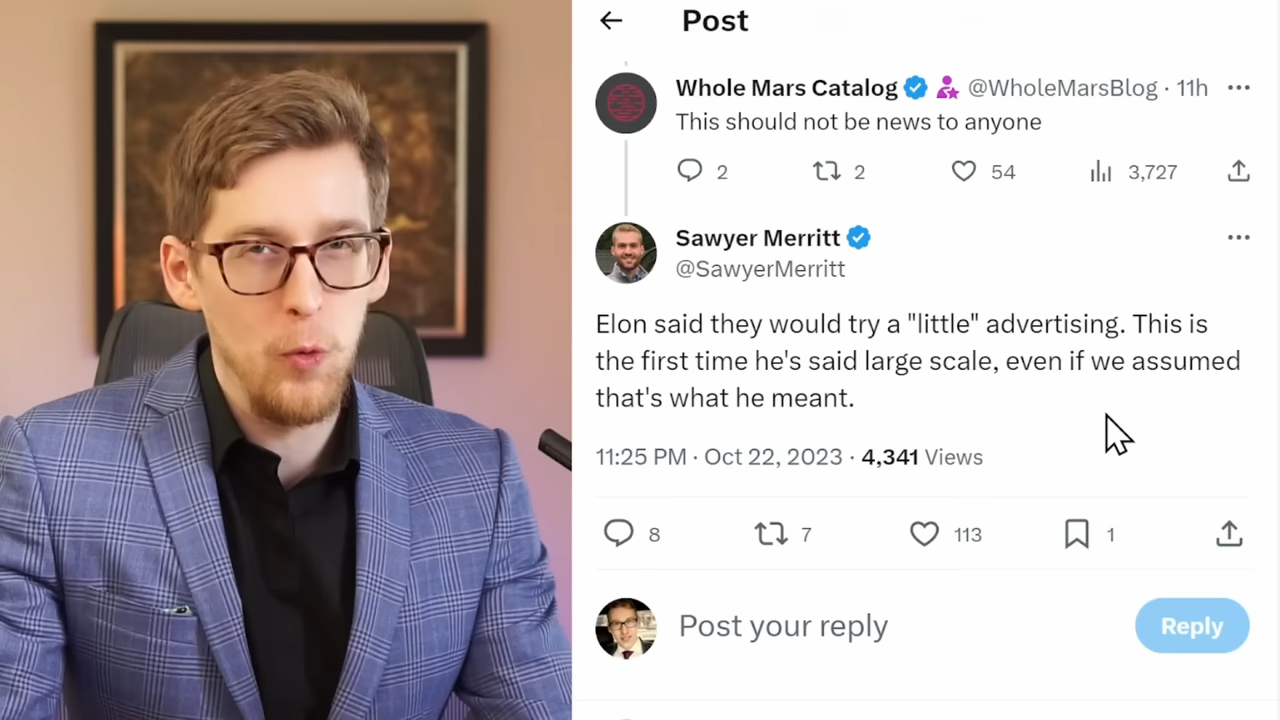 Post
Whole Mars Catalog @WholeMarsBlog · 11h
This should not be news to anyone
2 2 54 3,727
Sawyer Merritt
@SawyerMerritt
Elon said they would try a "little" advertising. This is
the first time he's said large scale, even if we assumed
that's what he meant.
11:25 PM · Oct 22, 2023 · 4,341 Views
8 7 113 1
Post your reply
Reply